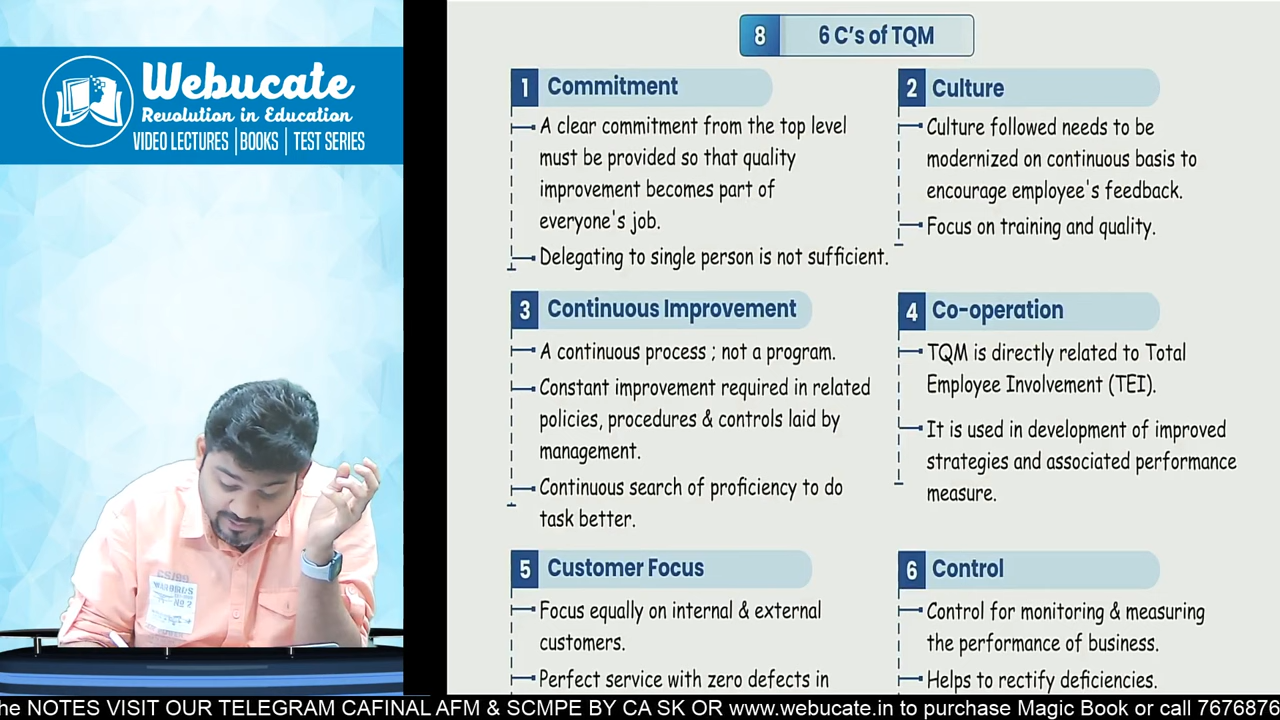 Webucate
Revolution in Education
VIDEO LECTURES | BOOKS | TEST SERIES
8 6 C's of TQM
1 Commitment
A clear commitment from the top level
must be provided so that quality
improvement becomes part of
everyone's job.
Delegating to single person is not sufficient.
2 Culture
Culture followed needs to be
modernized on continuous basis to
encourage employee's feedback.
Focus on training and quality.
3 Continuous Improvement
A continuous process ; not a program.
Constant improvement required in related
policies, procedures & controls laid by
management.
Continuous search of proficiency to do
task better.
4 Co-operation
TQM is directly related to Total
Employee Involvement (TEI).
It is used in development of improved
strategies and associated performance
measure.
5 Customer Focus
Focus equally on internal & external
customers.
Perfect service with zero defects in
6 Control
Control for monitoring & measuring
the performance of business.
Helps to rectify deficiencies.
he NOTES VISIT OUR TELEGRAM CAFINAL AFM & SCMPE BY CA SK OR www.webucate.in to purchase Magic Book or call 7676876